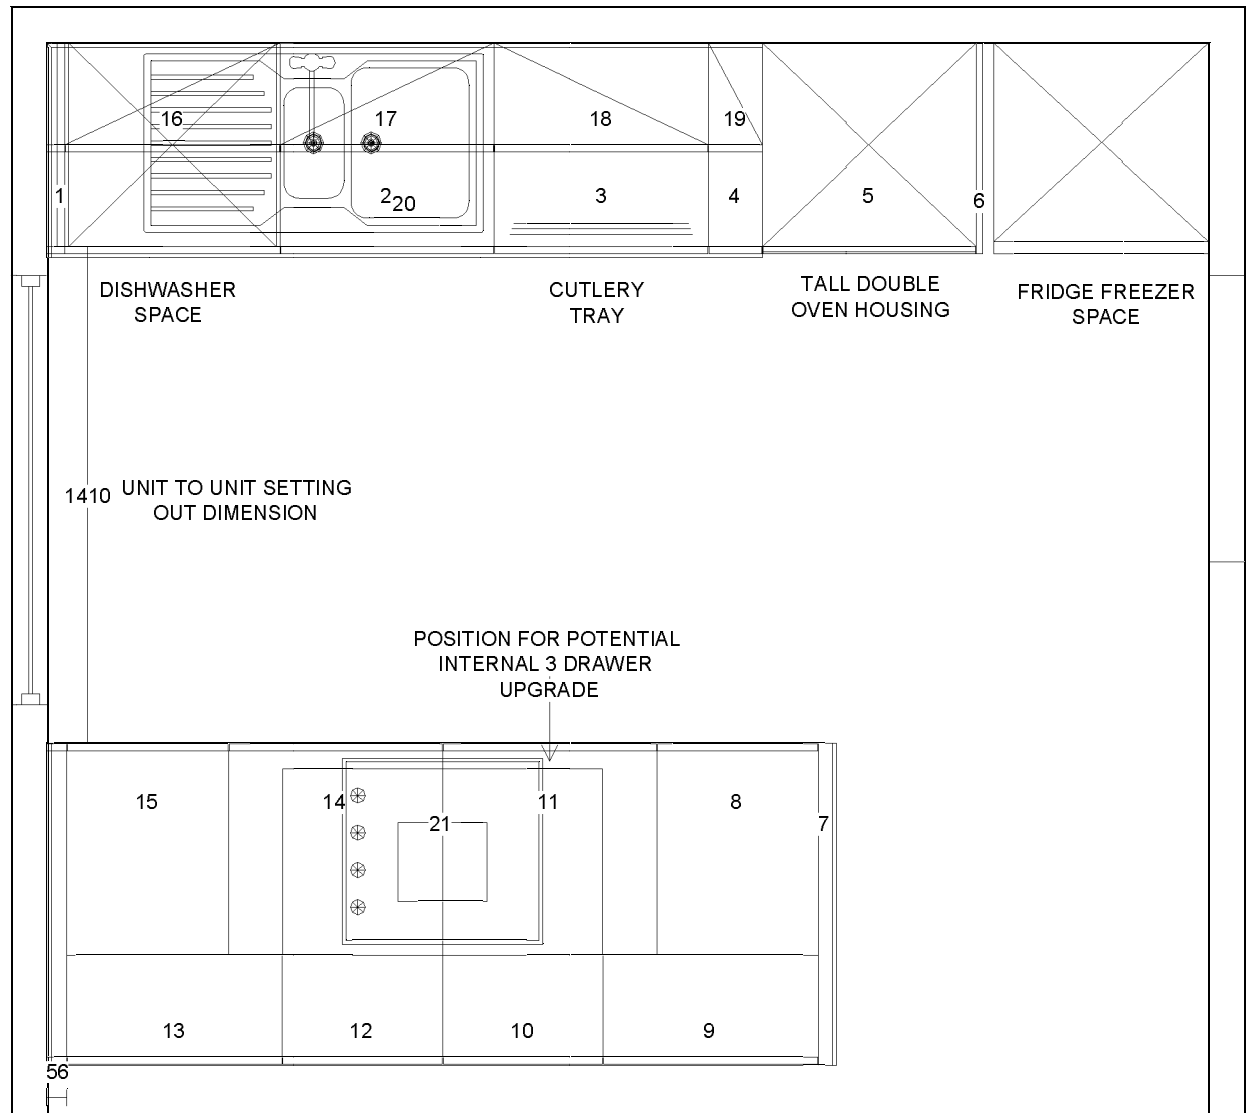 16
17
18
19
1
2
20
3
4
5
6
DISHWASHER
SPACE
CUTLERY
TRAY
TALL DOUBLE
OVEN HOUSING
FRIDGE FREEZER
SPACE
1410
UNIT TO UNIT SETTING
OUT DIMENSION
POSITION FOR POTENTIAL
INTERNAL 3 DRAWER
UPGRADE
15
14
11
8
21
7
13
12
10
9
56